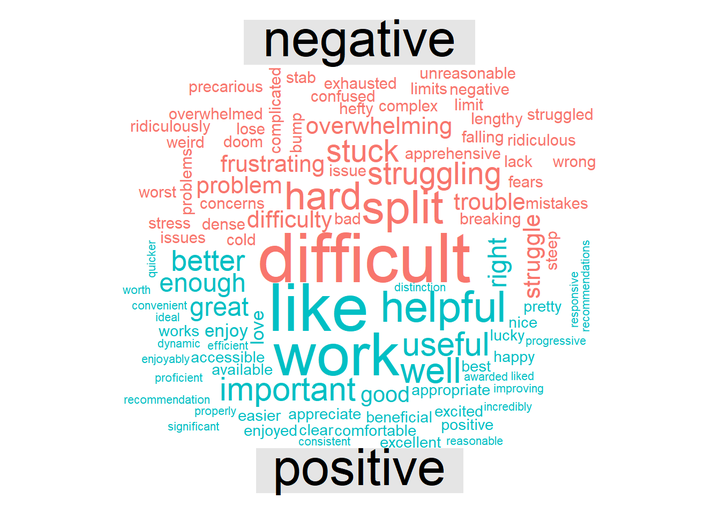 negative
stab
unreasonable
precarious
exhausted
complicated
confused
limits
negative
hefty
complex
limit
overwhelmed
bump
lengthy
struggled
ridiculously
lose
overwhelming
falling
ridiculous
weird
doom
stuck
apprehensive
lack
wrong
problems
frustrating
issue
struggling
fears
worst
problem
hard
split
trouble
mistakes
concerns
stress
dense
difficulty
bad
breaking
struggle
steep
issues
cold
difficult
quicker
better
right
responsive
recommendations
worth
enough
like
distinction
helpful
convenient
great
pretty
ideal
love
nice
works
enjoy
work
useful
lucky
progressive
dynamic
efficient
enjoyably
accessible
well
best
happy
available
proficient
awarded
liked
important
good
appropriate
improving
recommendation
properly
easier
appreciate
beneficial
excited
incredibly
significant
enjoyed
clear
comfortable
positive
consistent
excellent
reasonable
positive